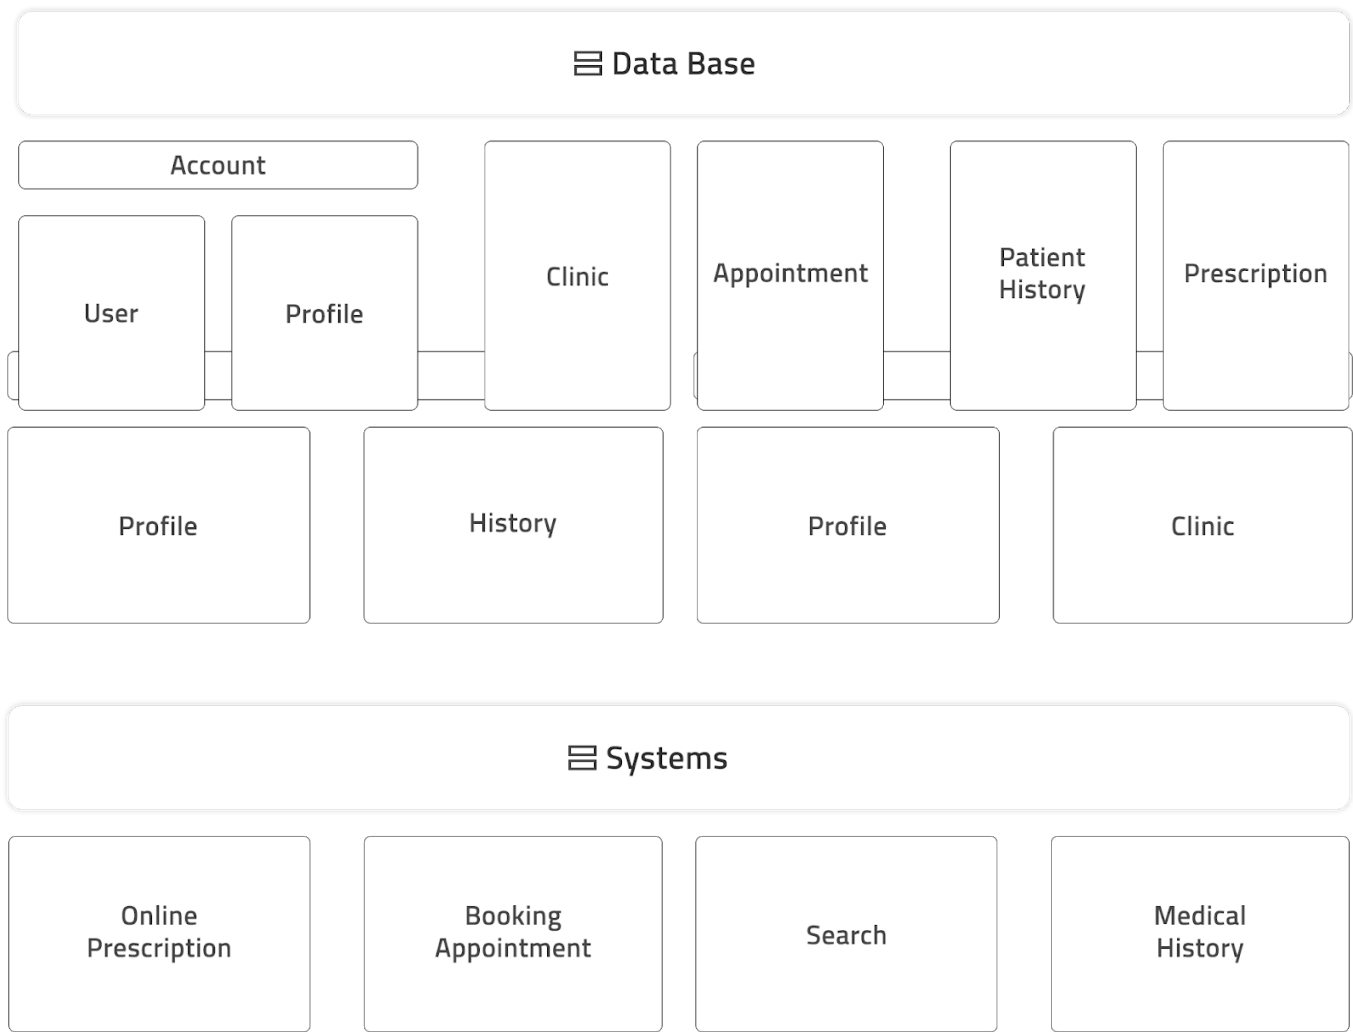 Data Base
Account
User
Profile
Clinic
Appointment
Patient
History
Prescription
Profile
History
Profile
Clinic
Systems
Online
Prescription
Booking
Appointment
Search
Medical
History